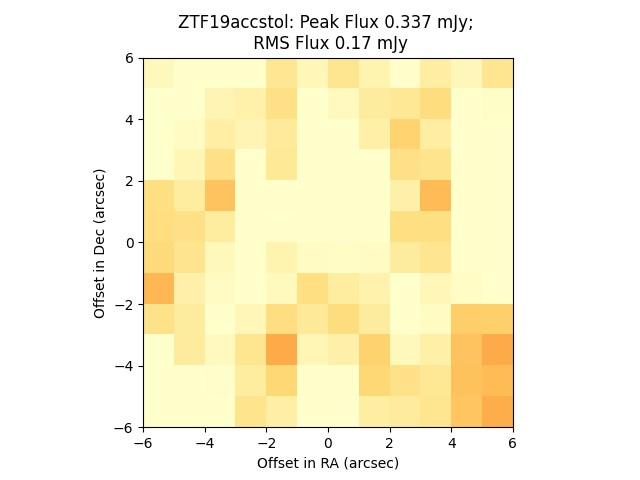 ZTF19accstol: Peak Flux 0.337 mJy;
RMS Flux 0.17 mJy
6
4
2
0
−2
−4
−6
Offset in Dec (arcsec)
−6 −4 −2 0 2 4 6
Offset in RA (arcsec)